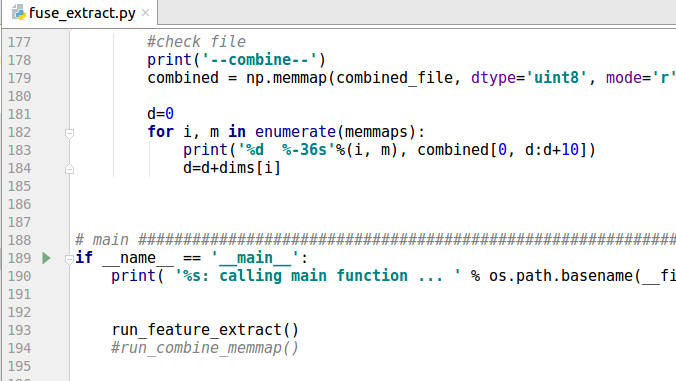 fuse_extract.py
177 #check file
178 print('--combine--')
179 combined = np.memmap(combined_file, dtype='uint8', mode='r'
180
181 d=0
182 for i, m in enumerate(memmaps):
183 print('%d  %-36s'%(i, m), combined[0, d:d+10])
184 d=d+dims[i]
185
186
187
188 # main ############################################################
189 if __name__ == '__main__':
190 print( '%s: calling main function ... ' % os.path.basename(__fi
191
192
193 run_feature_extract()
194 #run_combine_memmap()
195